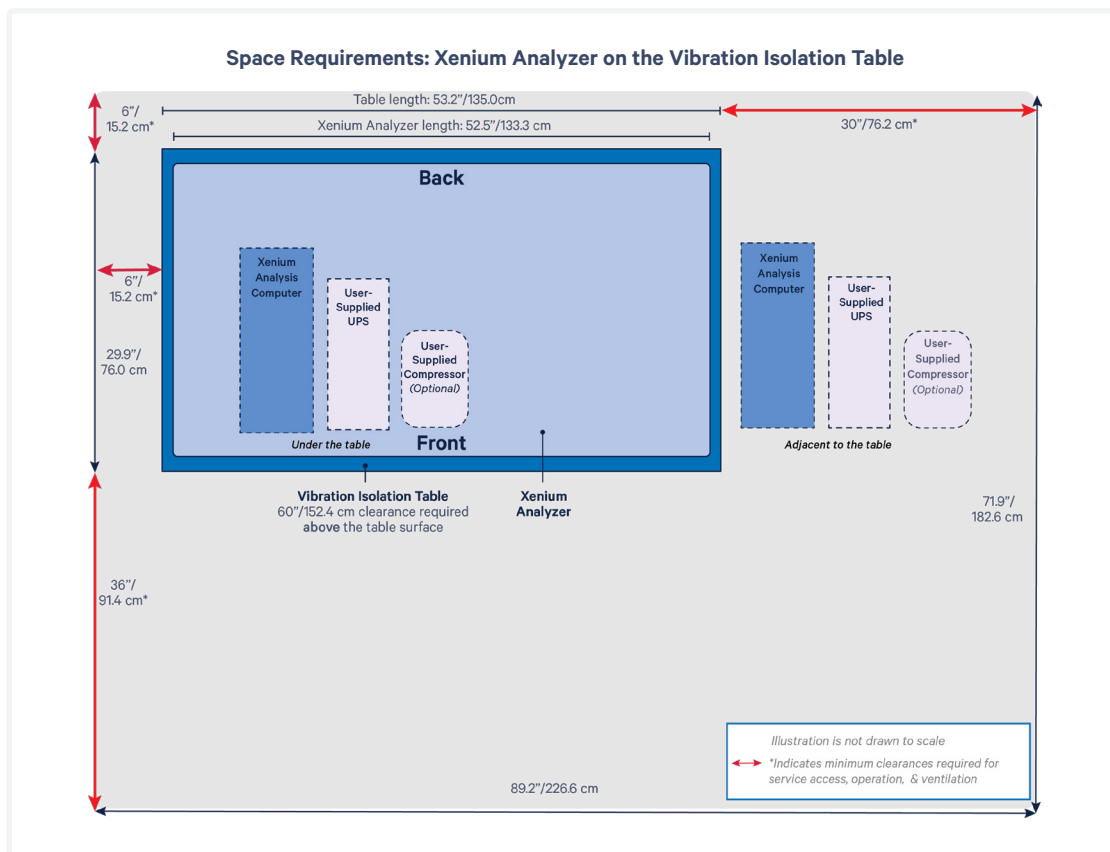 Space Requirements: Xenium Analyzer on the Vibration Isolation Table
6”/
15.2 cm*
Table length: 53.2”/135.0cm
Xenium Analyzer length: 52.5”/133.3 cm
30”/76.2 cm*
Back
6”/
15.2 cm*
29.9”/
76.0 cm
Xenium
Analysis
Computer
User-
Supplied
UPS
User-
Supplied
Compressor
(Optional)
Under the table
Front
Xenium
Analysis
Computer
User-
Supplied
UPS
User-
Supplied
Compressor
(Optional)
Adjacent to the table
Vibration Isolation Table
60”/152.4 cm clearance required
above the table surface
Xenium
Analyzer
71.9”/
182.6 cm
36”/
91.4 cm*
Illustration is not drawn to scale
*Indicates minimum clearances required for
service access, operation, & ventilation
89.2”/226.6 cm